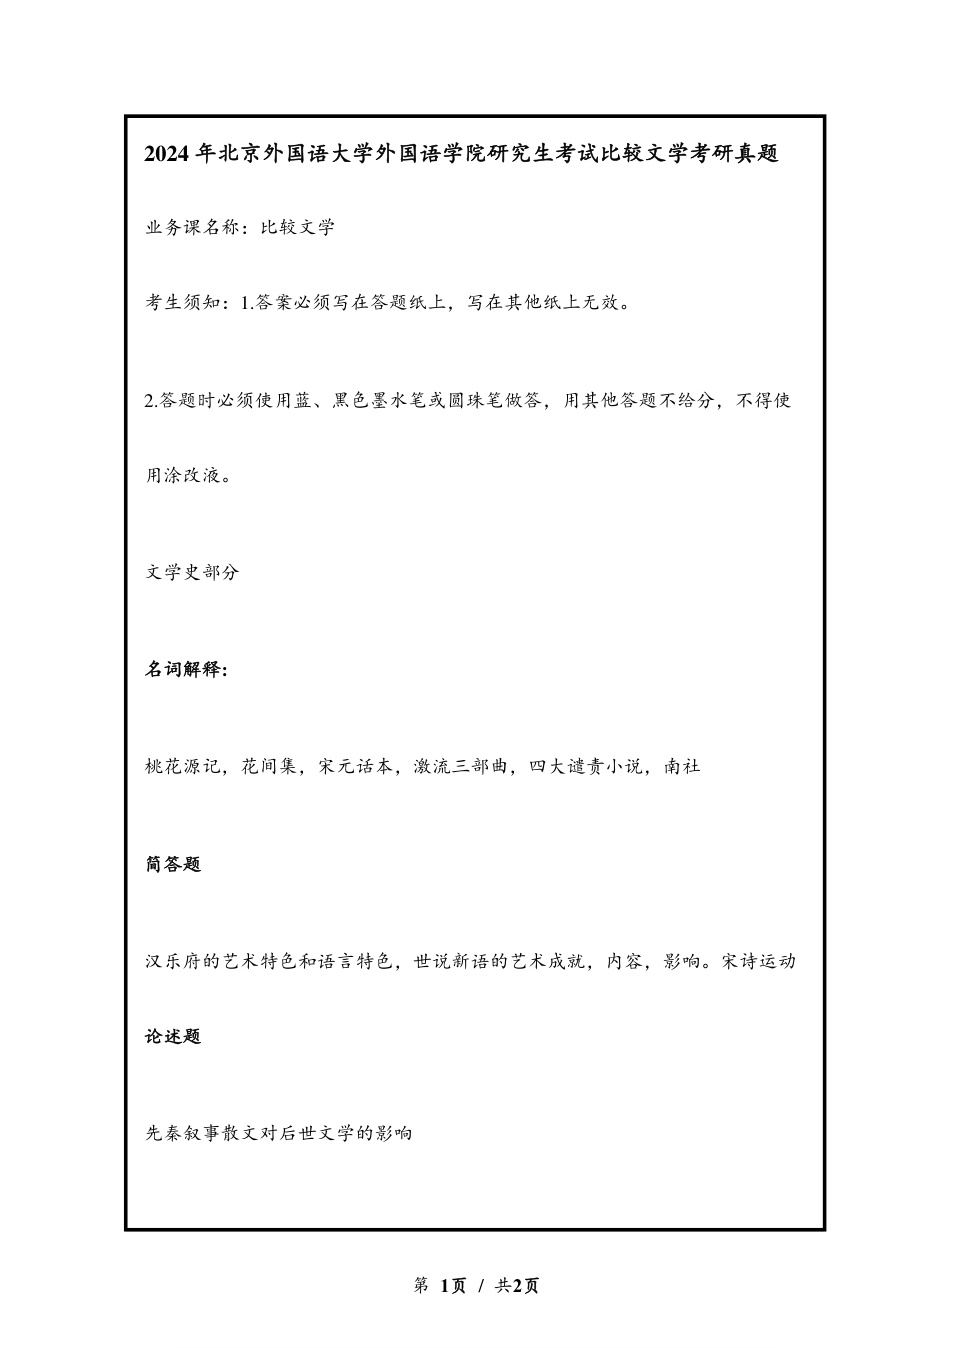 2024 年北京外国语大学外国语学院研究生考试比较文学考研真题
业务课名称：比较文学
考生须知：1.答案必须写在答题纸上，写在其他纸上无效。
2.答题时必须使用蓝、黑色墨水笔或圆珠笔做答，用其他答题不给分，不得使
用涂改液。
文学史部分
名词解释:
桃花源记，花间集，宋元话本，激流三部曲，四大谴责小说，南社
简答题
汉乐府的艺术特色和语言特色，世说新语的艺术成就，内容，影响。宋诗运动
论述题
先秦叙事散文对后世文学的影响
第 1页 / 共2页